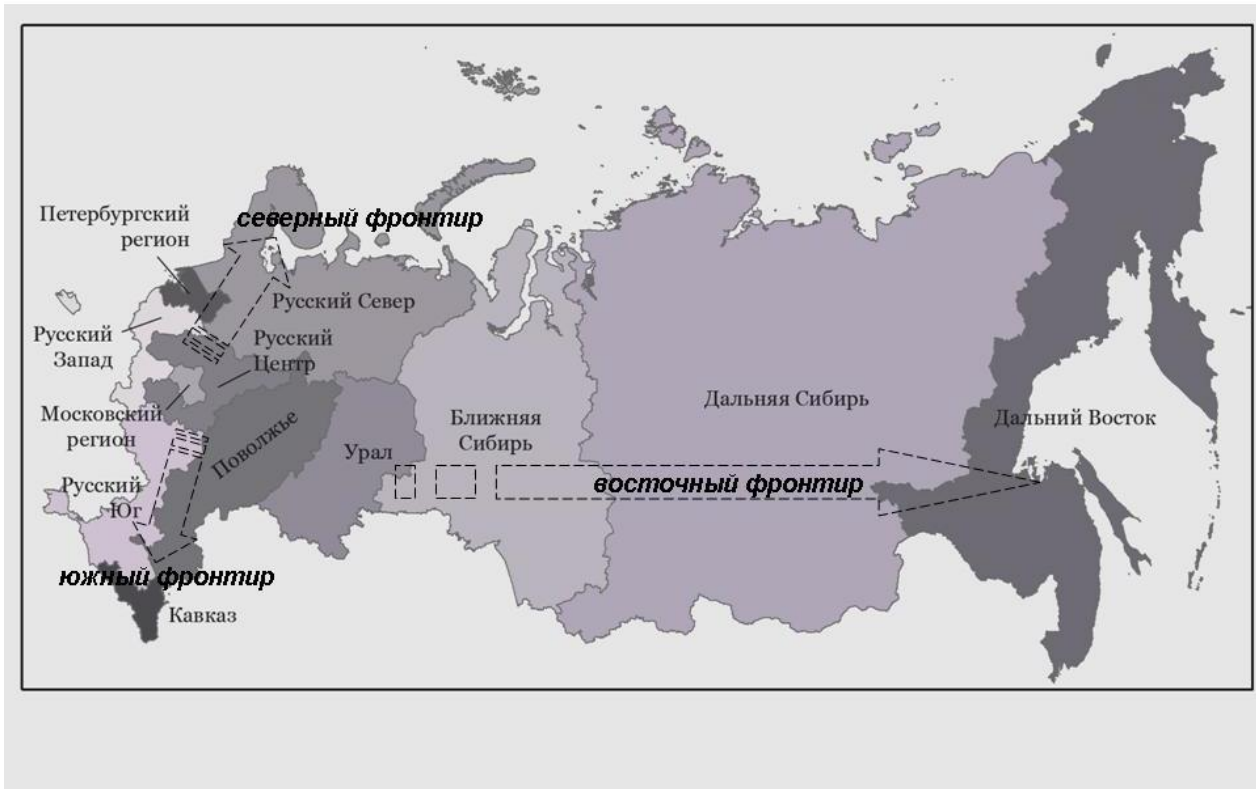 северный фронтир
Петербургский
регион
Русский Север
Русский
Запад
Русский
Центр
Московский
регион
Поволжье
Урал
Ближняя
Сибирь
Дальняя Сибирь
Дальний Восток
восточный фронтир
Русский
Юг
южный фронтир
Кавказ